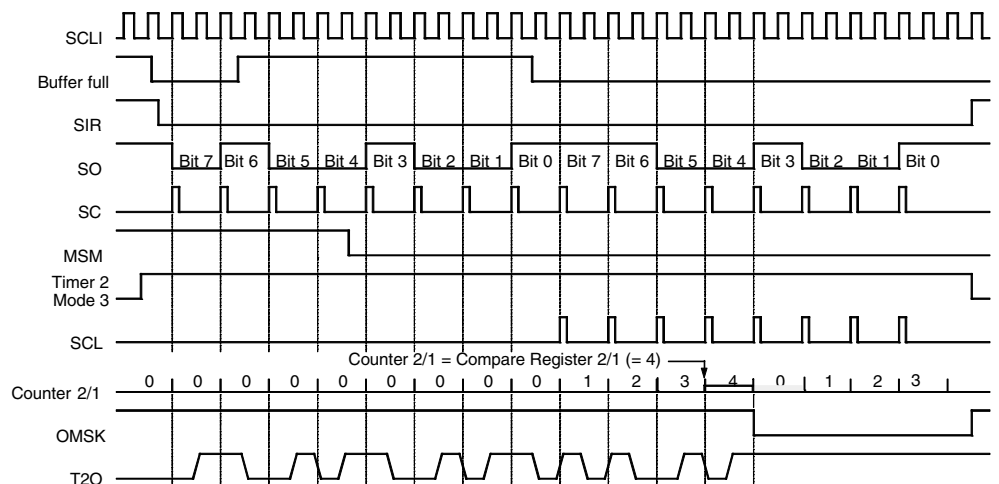 SCLI
Buffer full
SIR
SO Bit 7 Bit 6 Bit 5 Bit 4 Bit 3 Bit 2 Bit 1 Bit 0 Bit 7 Bit 6 Bit 5 Bit 4 Bit 3 Bit 2 Bit 1 Bit 0
SC
MSM
Timer 2
Mode 3
SCL
Counter 2/1 = Compare Register 2/1 (= 4)
Counter 2/1 0 0 0 0 0 0 0 0 0 1 2 3 4 0 1 2 3
OMSK
T2O